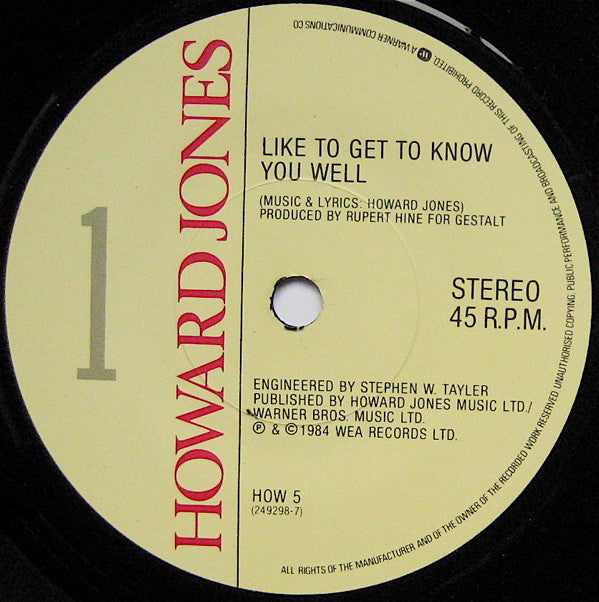 HOWARD JONES
1
LIKE TO GET TO KNOW
YOU WELL
(MUSIC & LYRICS: HOWARD JONES)
PRODUCED BY RUPERT HINE FOR GESTALT
STEREO
45 R.P.M.
ENGINEERED BY STEPHEN W. TAYLER
PUBLISHED BY HOWARD JONES MUSIC LTD./
WARNER BROS. MUSIC LTD.
℗ & ©1984 WEA RECORDS LTD.
HOW 5
(249298-7)
ALL RIGHTS OF THE MANUFACTURER AND OF THE OWNER OF THE RECORDED WORK RESERVED UNAUTHORISED COPYING, PUBLIC PERFORMANCE AND BROADCASTING OF THIS RECORD PROHIBITED. W A WARNER COMMUNICATIONS CO